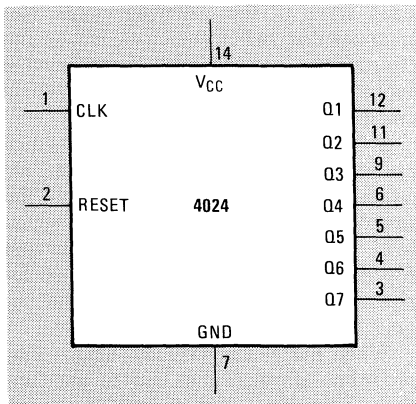 14
VCC
1 CLK Q1 12
Q2 11
Q3 9
2 RESET 4024 Q4 6
Q5 5
Q6 4
Q7 3
GND
7